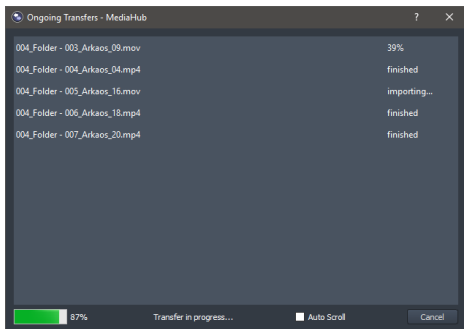 Ongoing Transfers - MediaHub ? ×
004_Folder - 003_Arkaos_09.mov 39%
004_Folder - 004_Arkaos_04.mp4 finished
004_Folder - 005_Arkaos_16.mov importing...
004_Folder - 006_Arkaos_18.mp4 finished
004_Folder - 007_Arkaos_20.mp4 finished
87% Transfer in progress... Auto Scroll Cancel